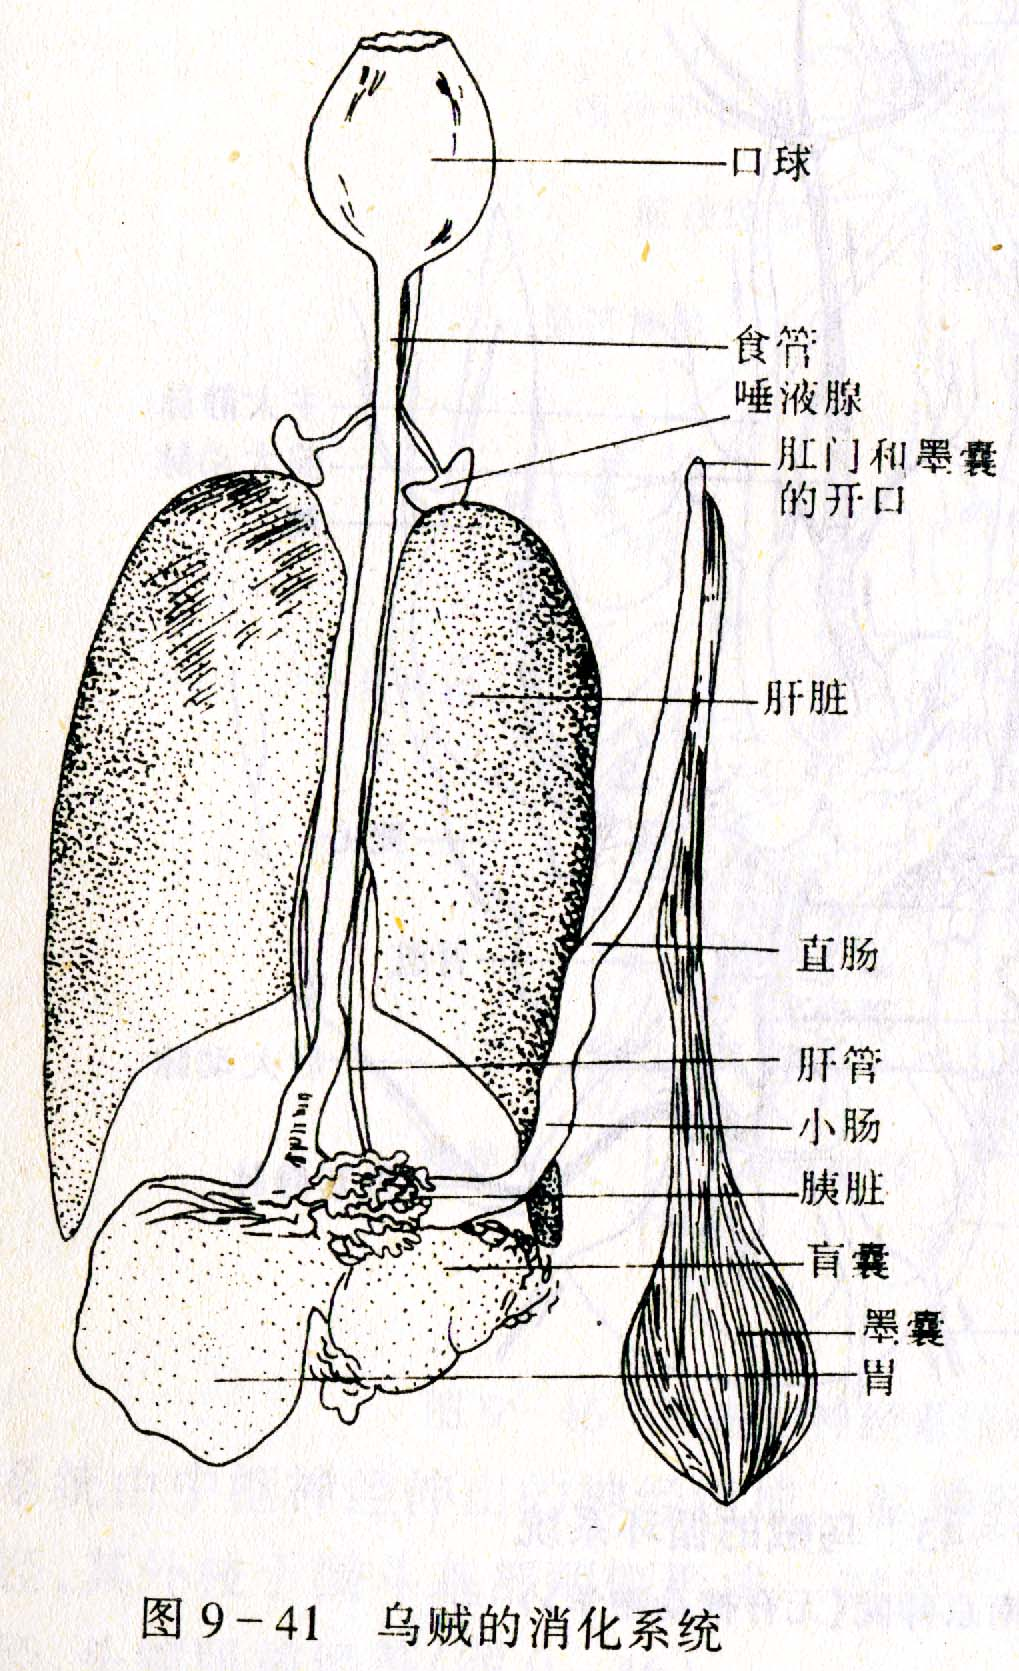 口球
食管
唾液腺
肛门和墨囊
的开口
肝脏
直肠
肝管
小肠
胰脏
盲囊
墨囊
胃
图 9-41 乌贼的消化系统